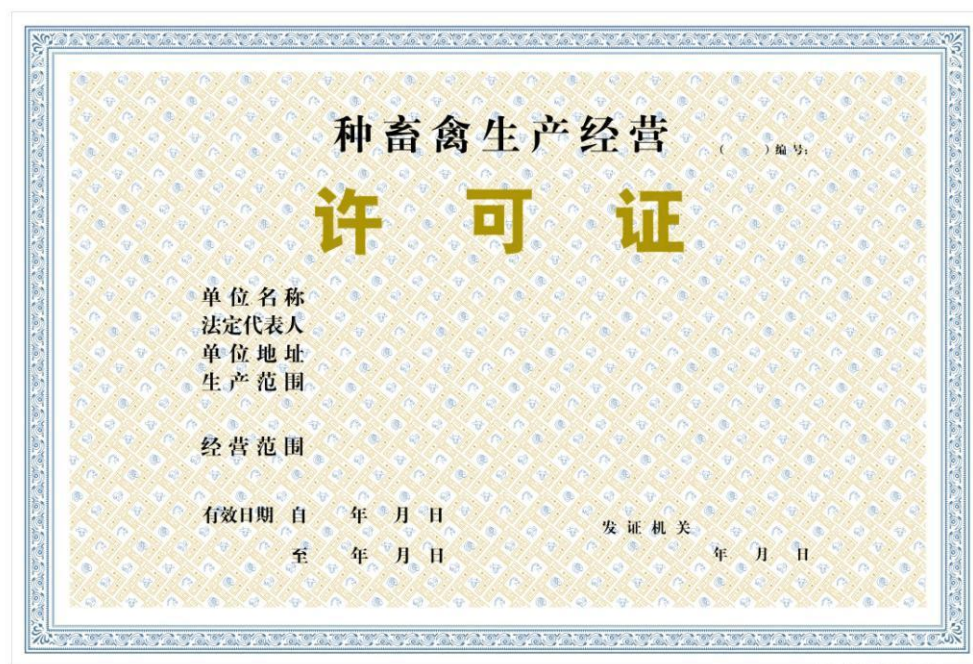 种畜禽生产经营
（ ）编号：
许可证
单位名称
法定代表人
单位地址
生产范围
经营范围
有效日期 自 年 月 日
至 年 月 日
发证机关
年 月 日